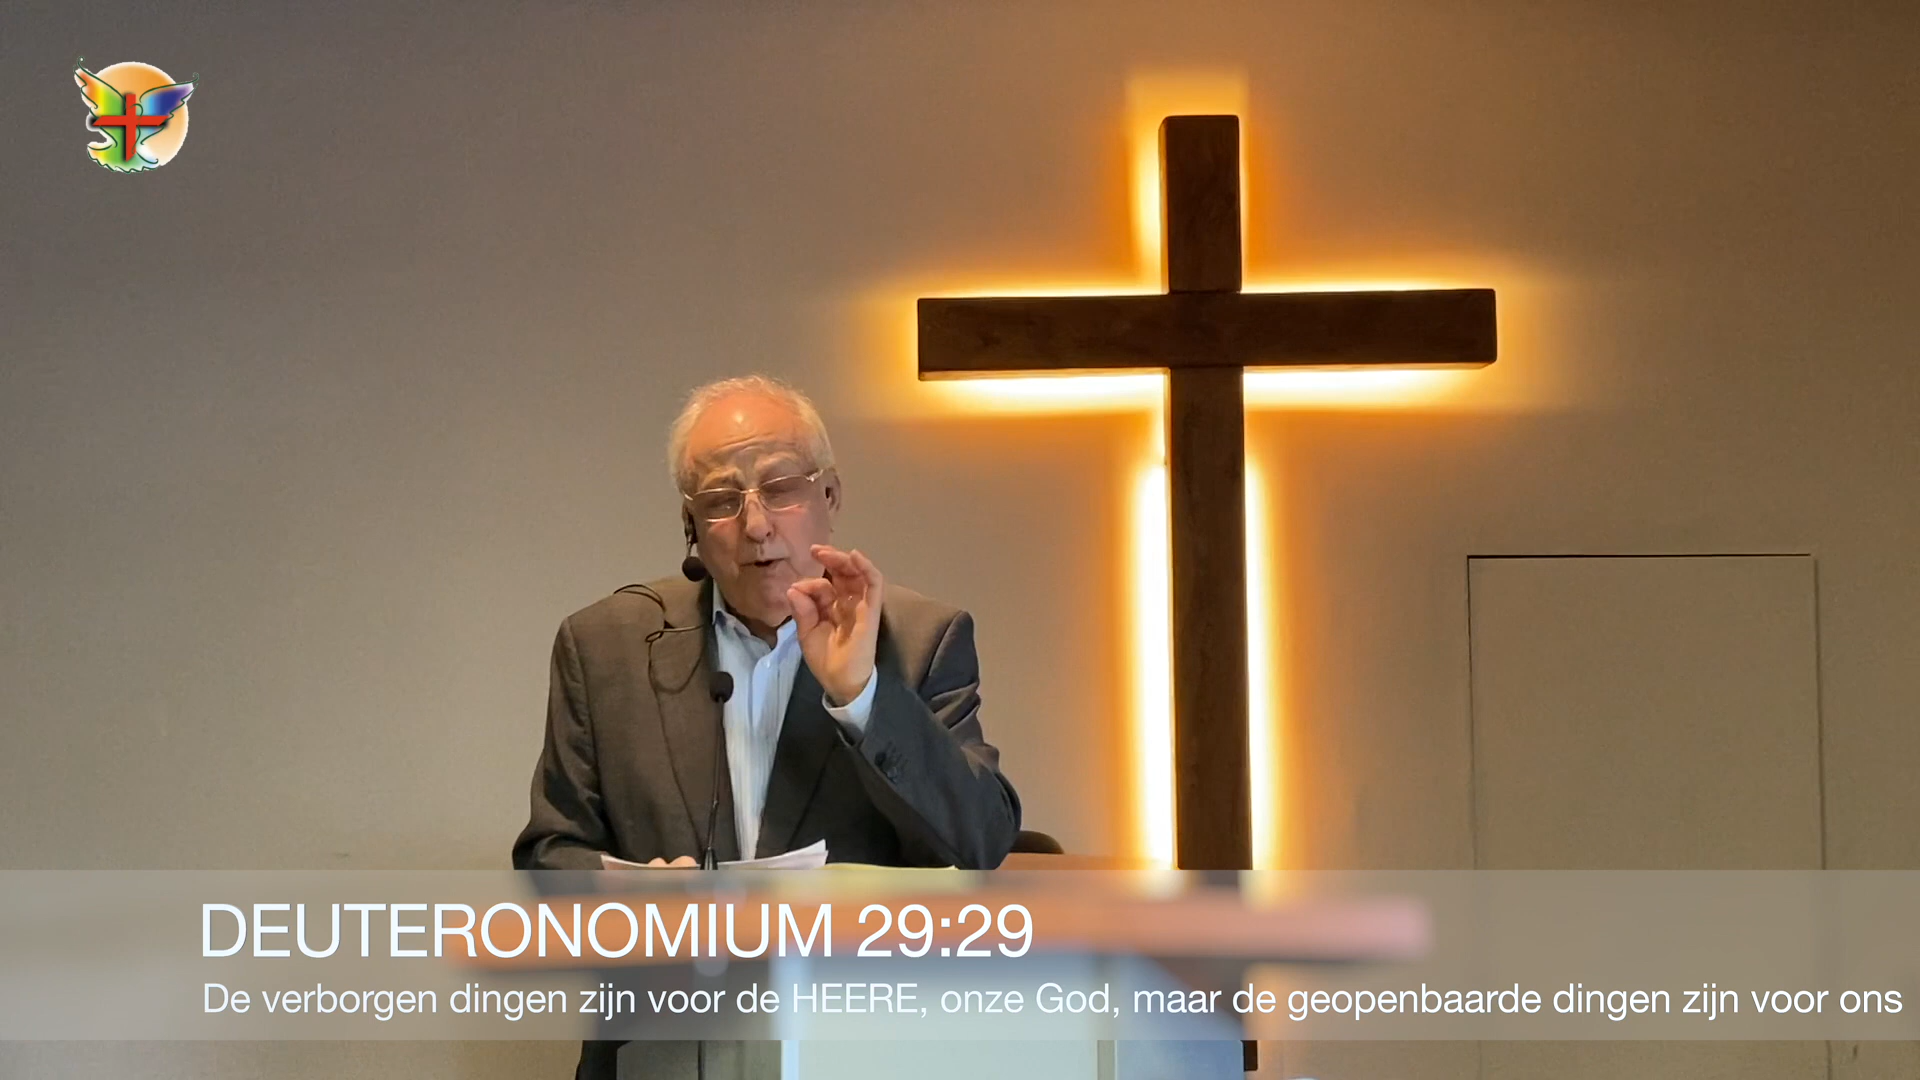 DEUTERONOMIUM 29:29
De verborgen dingen zijn voor de HEERE, onze God, maar de geopenbaarde dingen zijn voor ons